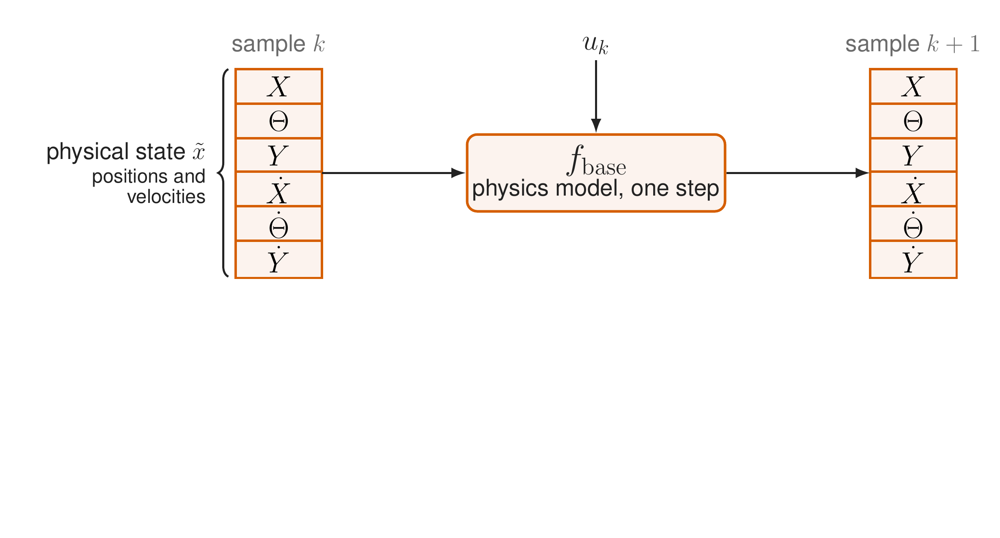 sample k
u_k
sample k + 1
X
Θ
Y
Ẋ
Θ̇
Ẏ
physical state x̃
positions and
velocities
f_base
physics model, one step
X
Θ
Y
Ẋ
Θ̇
Ẏ